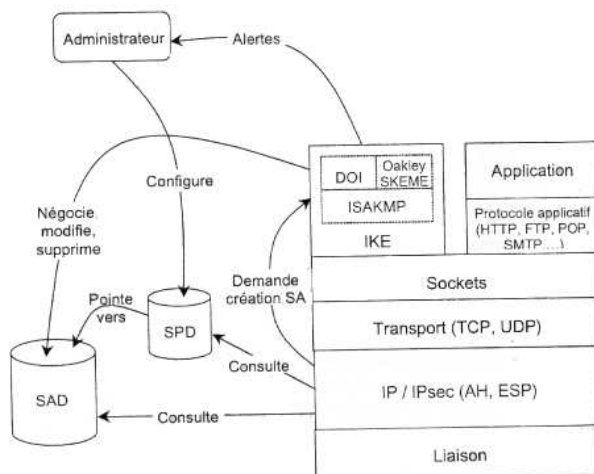 Administrateur
Alertes
DOI
Oakley
SKEME
ISAKMP
IKE
Application
Protocole applicatif
(HTTP, FTP, POP,
SMTP....)
Configure
Négocie
modifie,
supprime
Demande
création SA
Sockets
Pointe
vers
SPD
Transport (TCP, UDP)
Consulte
IP / IPsec (AH, ESP)
SAD
Consulte
Liaison